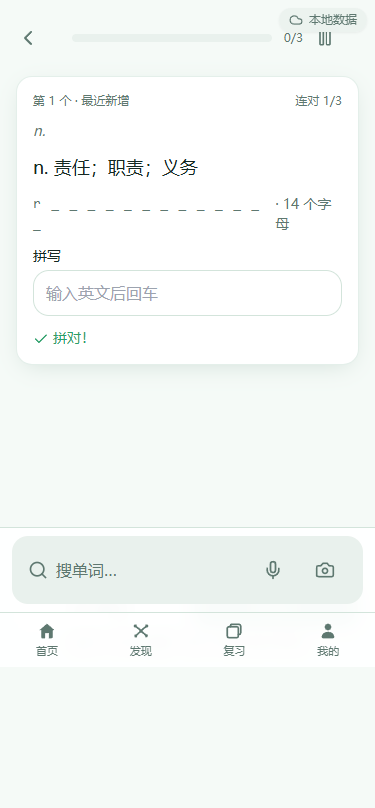 本地数据
0/3
第 1 个 · 最近新增
连对 1/3
n.
n. 责任；职责；义务
r _ _ _ _ _ _ _ _ _ _ _ _ _
· 14 个字母
拼写
输入英文后回车
拼对！
搜单词...
首页
发现
复习
我的